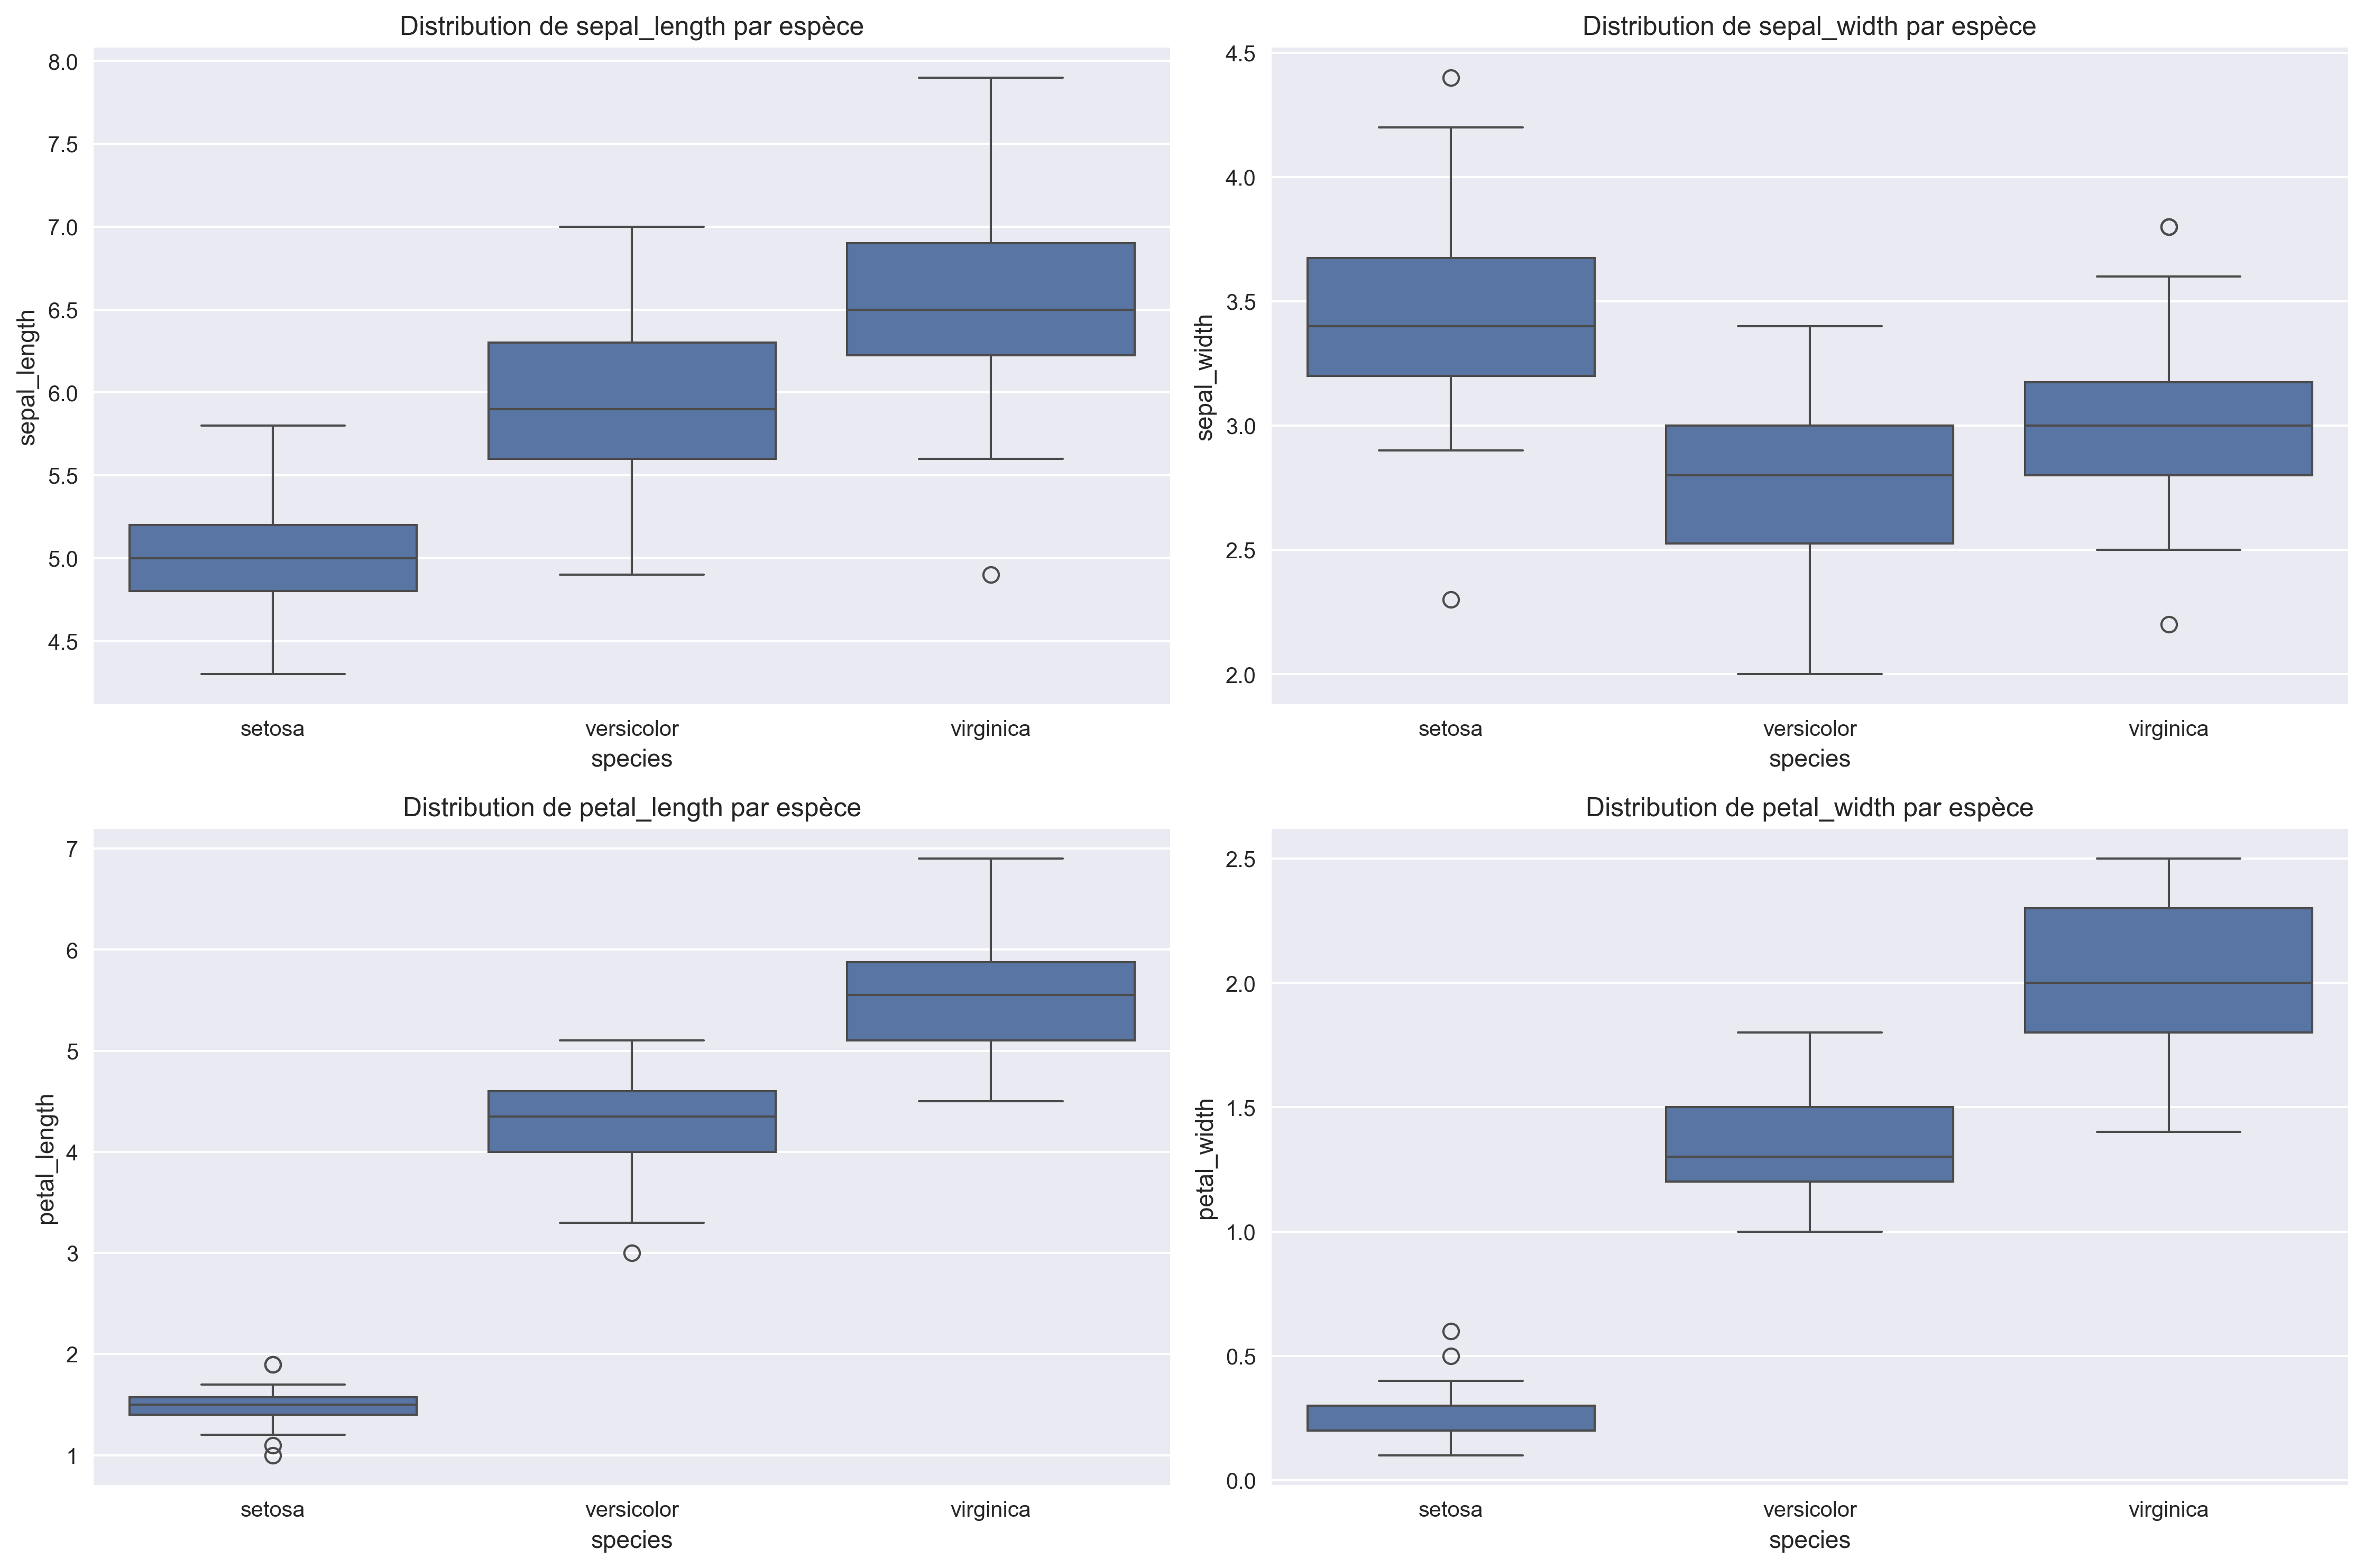 Distribution de sepal_length par espèce
sepal_length
8.0
7.5
7.0
6.5
6.0
5.5
5.0
4.5
setosa
versicolor
virginica
species
Distribution de sepal_width par espèce
sepal_width
4.5
4.0
3.5
3.0
2.5
2.0
setosa
versicolor
virginica
species
Distribution de petal_length par espèce
petal_length
7
6
5
4
3
2
1
setosa
versicolor
virginica
species
Distribution de petal_width par espèce
petal_width
2.5
2.0
1.5
1.0
0.5
0.0
setosa
versicolor
virginica
species